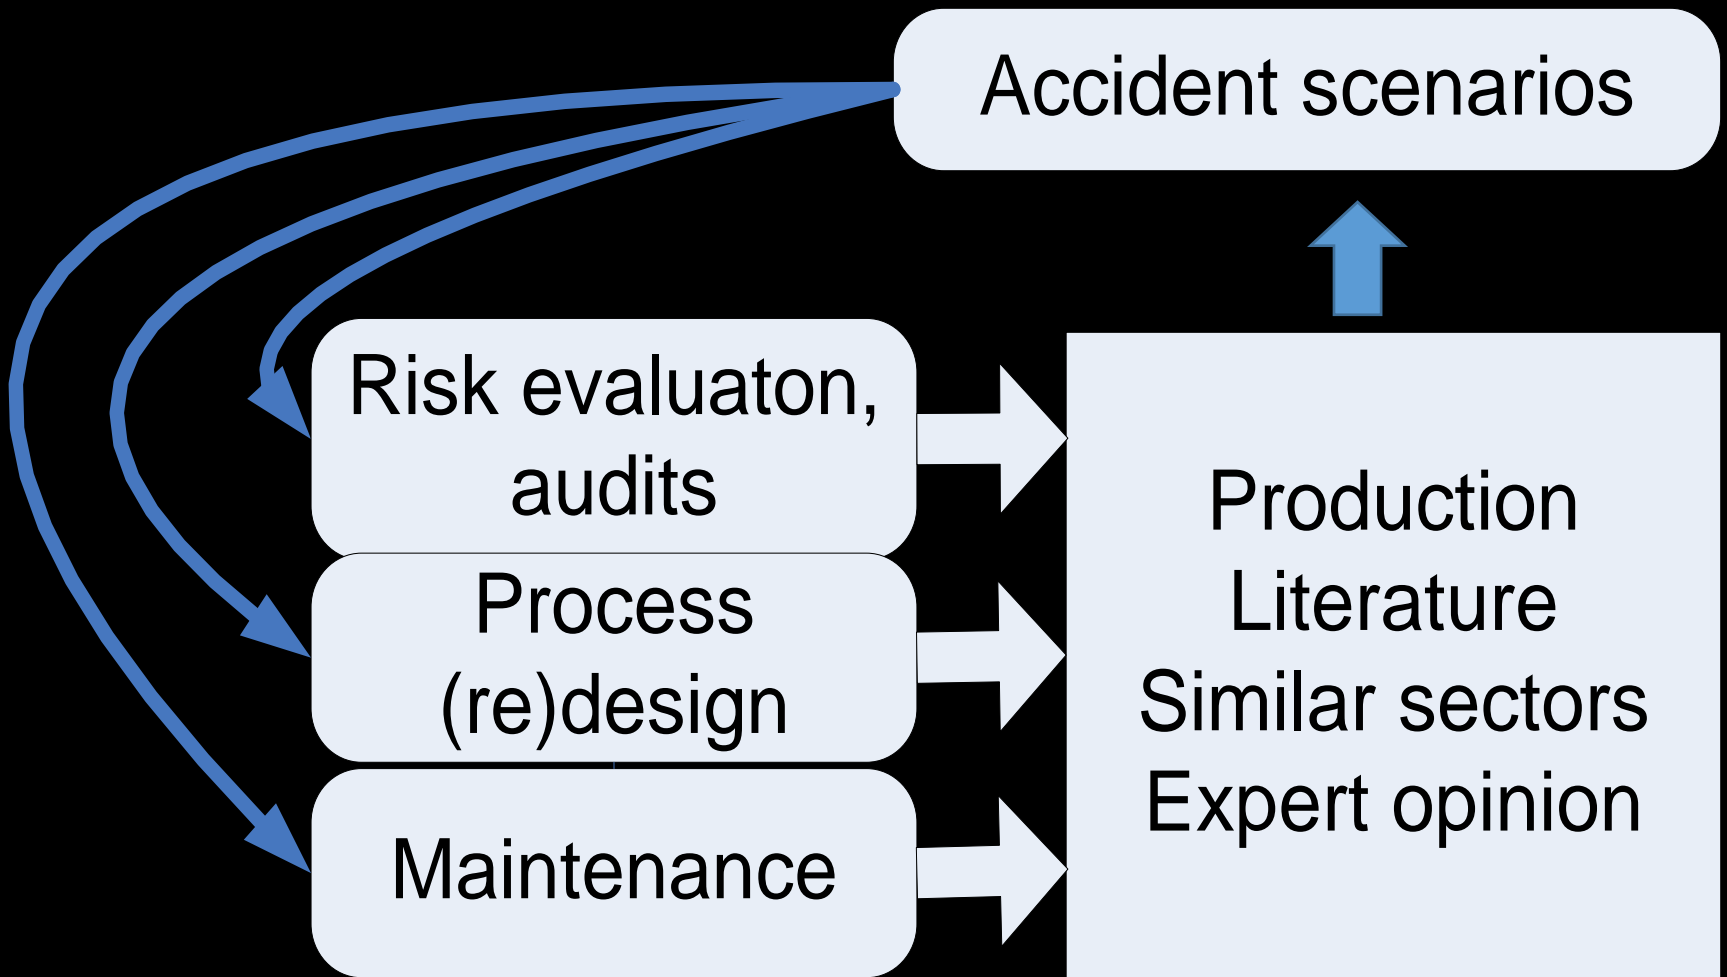 Accident scenarios
Risk evaluaton,
audits
Process
(re)design
Maintenance
Production
Literature
Similar sectors
Expert opinion